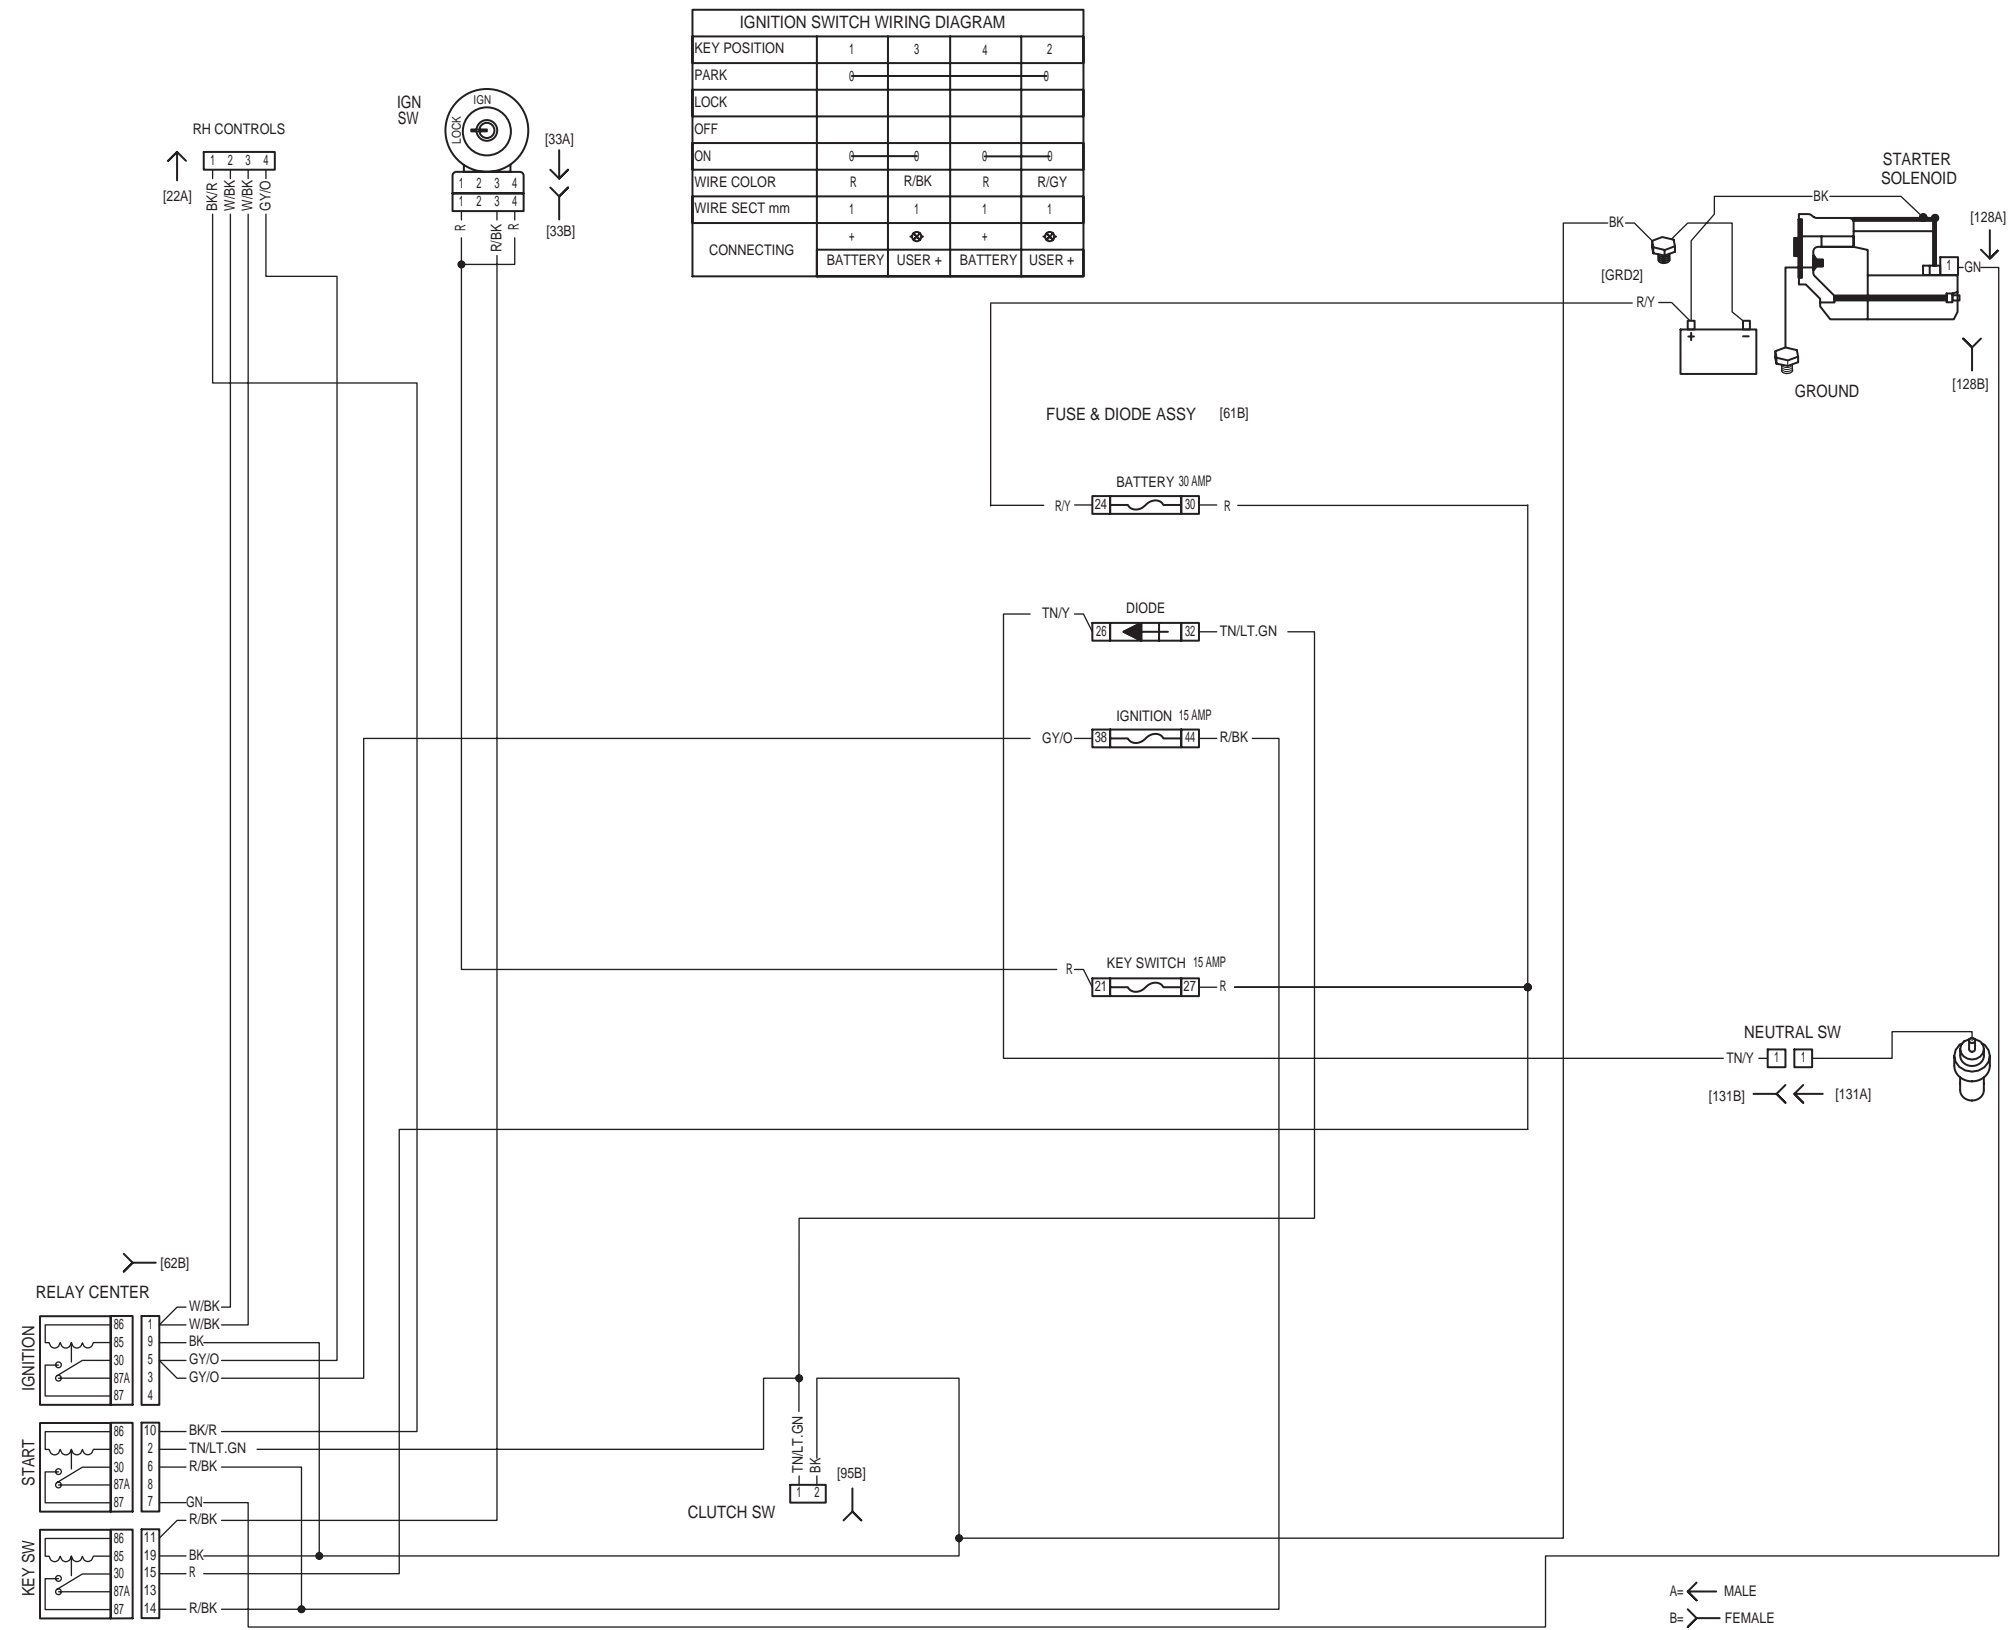 IGNITION SWITCH WIRING DIAGRAM
KEY POSITION 1 3 4 2
PARK 0 0
LOCK
OFF
ON 0 0 0 0
WIRE COLOR R R/BK R R/GY
WIRE SECT mm 1 1 1 1
CONNECTING + +
BATTERY USER + BATTERY USER +
RH CONTROLS
1 2 3 4
[22A]
BK/R
W/BK
W/BK
GY/O
IGN
SW
IGN
LOCK
1 2 3 4
1 2 3 4
[33A]
[33B]
R
R/BK
R
STARTER
SOLENOID
BK
BK
[128A]
1
GN
[GRD2]
R/Y
+ −
GROUND
[128B]
FUSE & DIODE ASSY [61B]
BATTERY 30 AMP
R/Y 24 30 R
DIODE
TN/Y 26 32 TN/LT.GN
IGNITION 15 AMP
GY/O 38 44 R/BK
KEY SWITCH 15 AMP
R 21 27 R
NEUTRAL SW
TN/Y 1 1
[131B] [131A]
[62B]
RELAY CENTER
IGNITION
W/BK
86 1 W/BK
85 9 BK
30 5 GY/O
87A 3 GY/O
87 4
START
86 10 BK/R
85 2 TN/LT.GN
30 6 R/BK
87A 8
87 7 GN
KEY SW
R/BK
86 11
85 19 BK
30 15 R
87A 13
87 14 R/BK
TN/LT.GN
BK
[95B]
1 2
CLUTCH SW
A= MALE
B= FEMALE